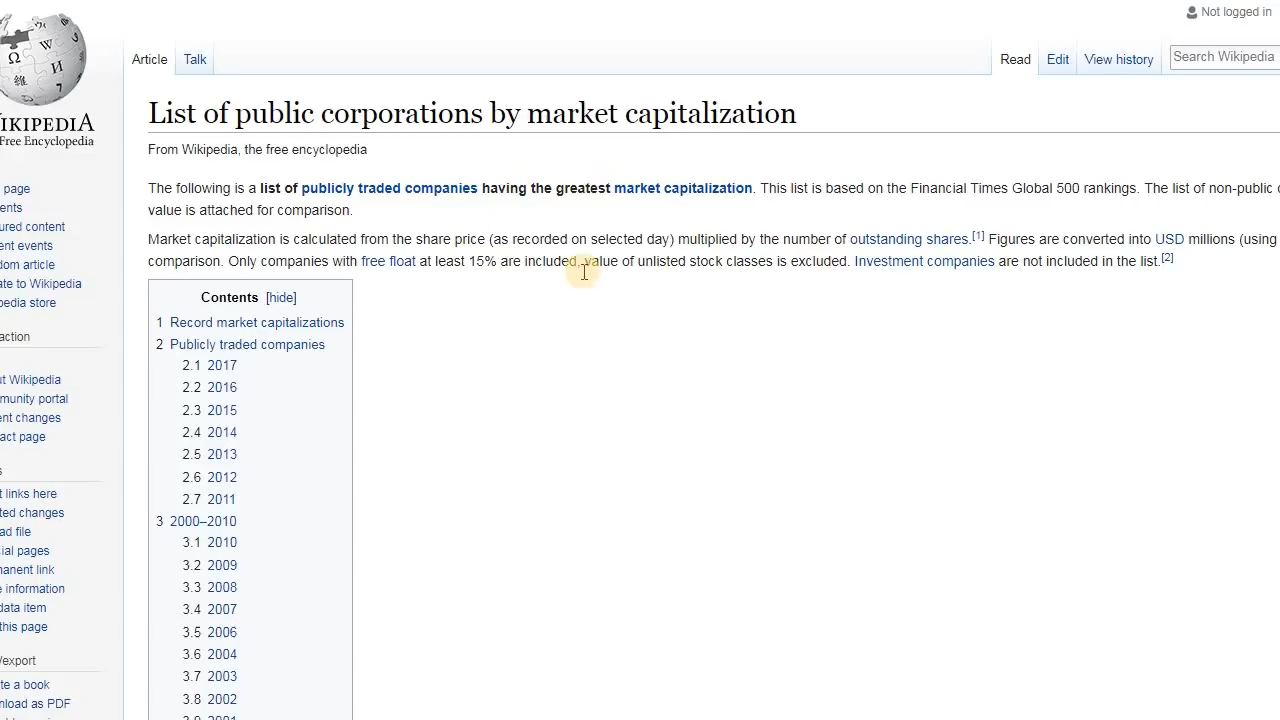 Not logged in
Article Talk Read Edit View history Search Wikipedia
IKIPEDIA
Free Encyclopedia
List of public corporations by market capitalization
From Wikipedia, the free encyclopedia
The following is a list of publicly traded companies having the greatest market capitalization. This list is based on the Financial Times Global 500 rankings. The list of non-public
value is attached for comparison.
Market capitalization is calculated from the share price (as recorded on selected day) multiplied by the number of outstanding shares.[1] Figures are converted into USD millions (using
comparison. Only companies with free float at least 15% are included, value of unlisted stock classes is excluded. Investment companies are not included in the list.[2]
Contents [hide]
1 Record market capitalizations
2 Publicly traded companies
2.1 2017
2.2 2016
2.3 2015
2.4 2014
2.5 2013
2.6 2012
2.7 2011
3 2000–2010
3.1 2010
3.2 2009
3.3 2008
3.4 2007
3.5 2006
3.6 2004
3.7 2003
3.8 2002
3.9 2001
page
ents
ured content
ent events
dom article
ate to Wikipedia
pedia store
action
ut Wikipedia
munity portal
ent changes
act page
s
t links here
ted changes
ad file
cial pages
manent link
e information
data item
this page
/export
te a book
nload as PDF